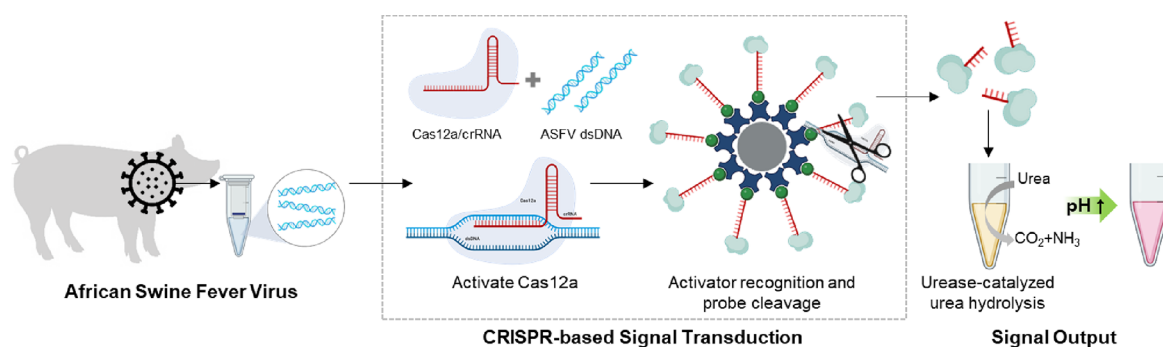 Cas12a/crRNA
ASFV dsDNA
Cas12a
crRNA
dsDNA
Activate Cas12a
Activator recognition and
probe cleavage
Urea
CO₂+NH₃
pH ↑
Urease-catalyzed
urea hydrolysis
African Swine Fever Virus
CRISPR-based Signal Transduction
Signal Output